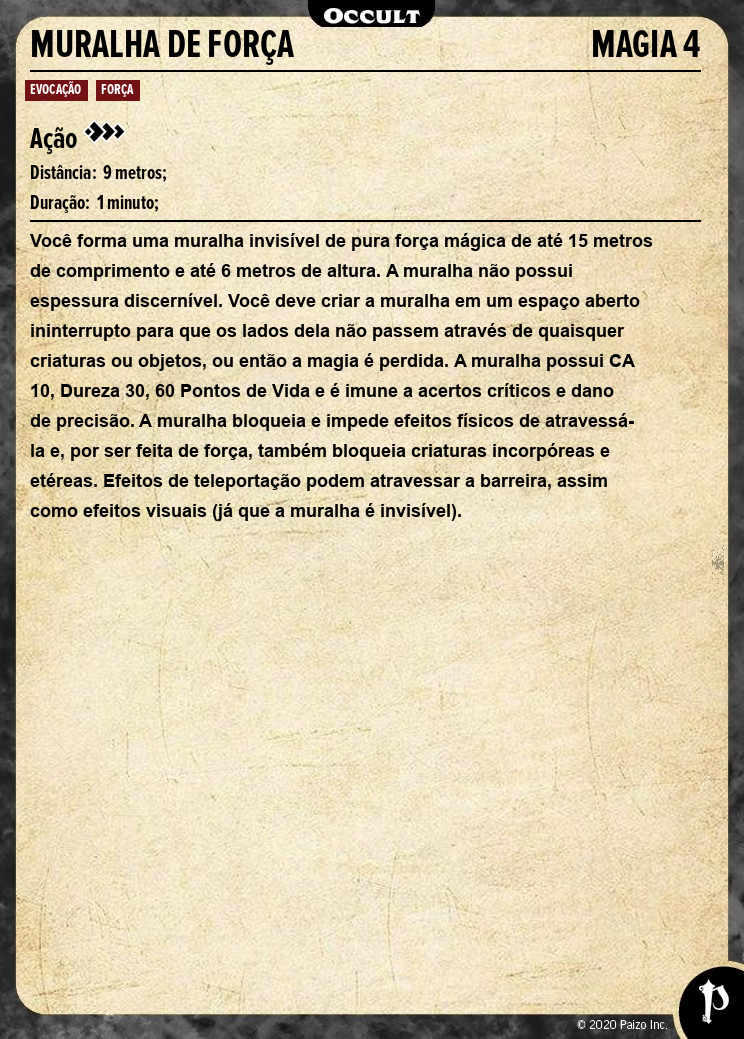 OCCULT
MURALHA DE FORÇA MAGIA 4
EVOCAÇÃO FORÇA
Ação
Distância: 9 metros;
Duração: 1 minuto;
Você forma uma muralha invisível de pura força mágica de até 15 metros
de comprimento e até 6 metros de altura. A muralha não possui
espessura discernível. Você deve criar a muralha em um espaço aberto
ininterrupto para que os lados dela não passem através de quaisquer
criaturas ou objetos, ou então a magia é perdida. A muralha possui CA
10, Dureza 30, 60 Pontos de Vida e é imune a acertos críticos e dano
de precisão. A muralha bloqueia e impede efeitos físicos de atravessá-
la e, por ser feita de força, também bloqueia criaturas incorpóreas e
etéreas. Efeitos de teleportação podem atravessar a barreira, assim
como efeitos visuais (já que a muralha é invisível).
© 2020 Paizo Inc.
P